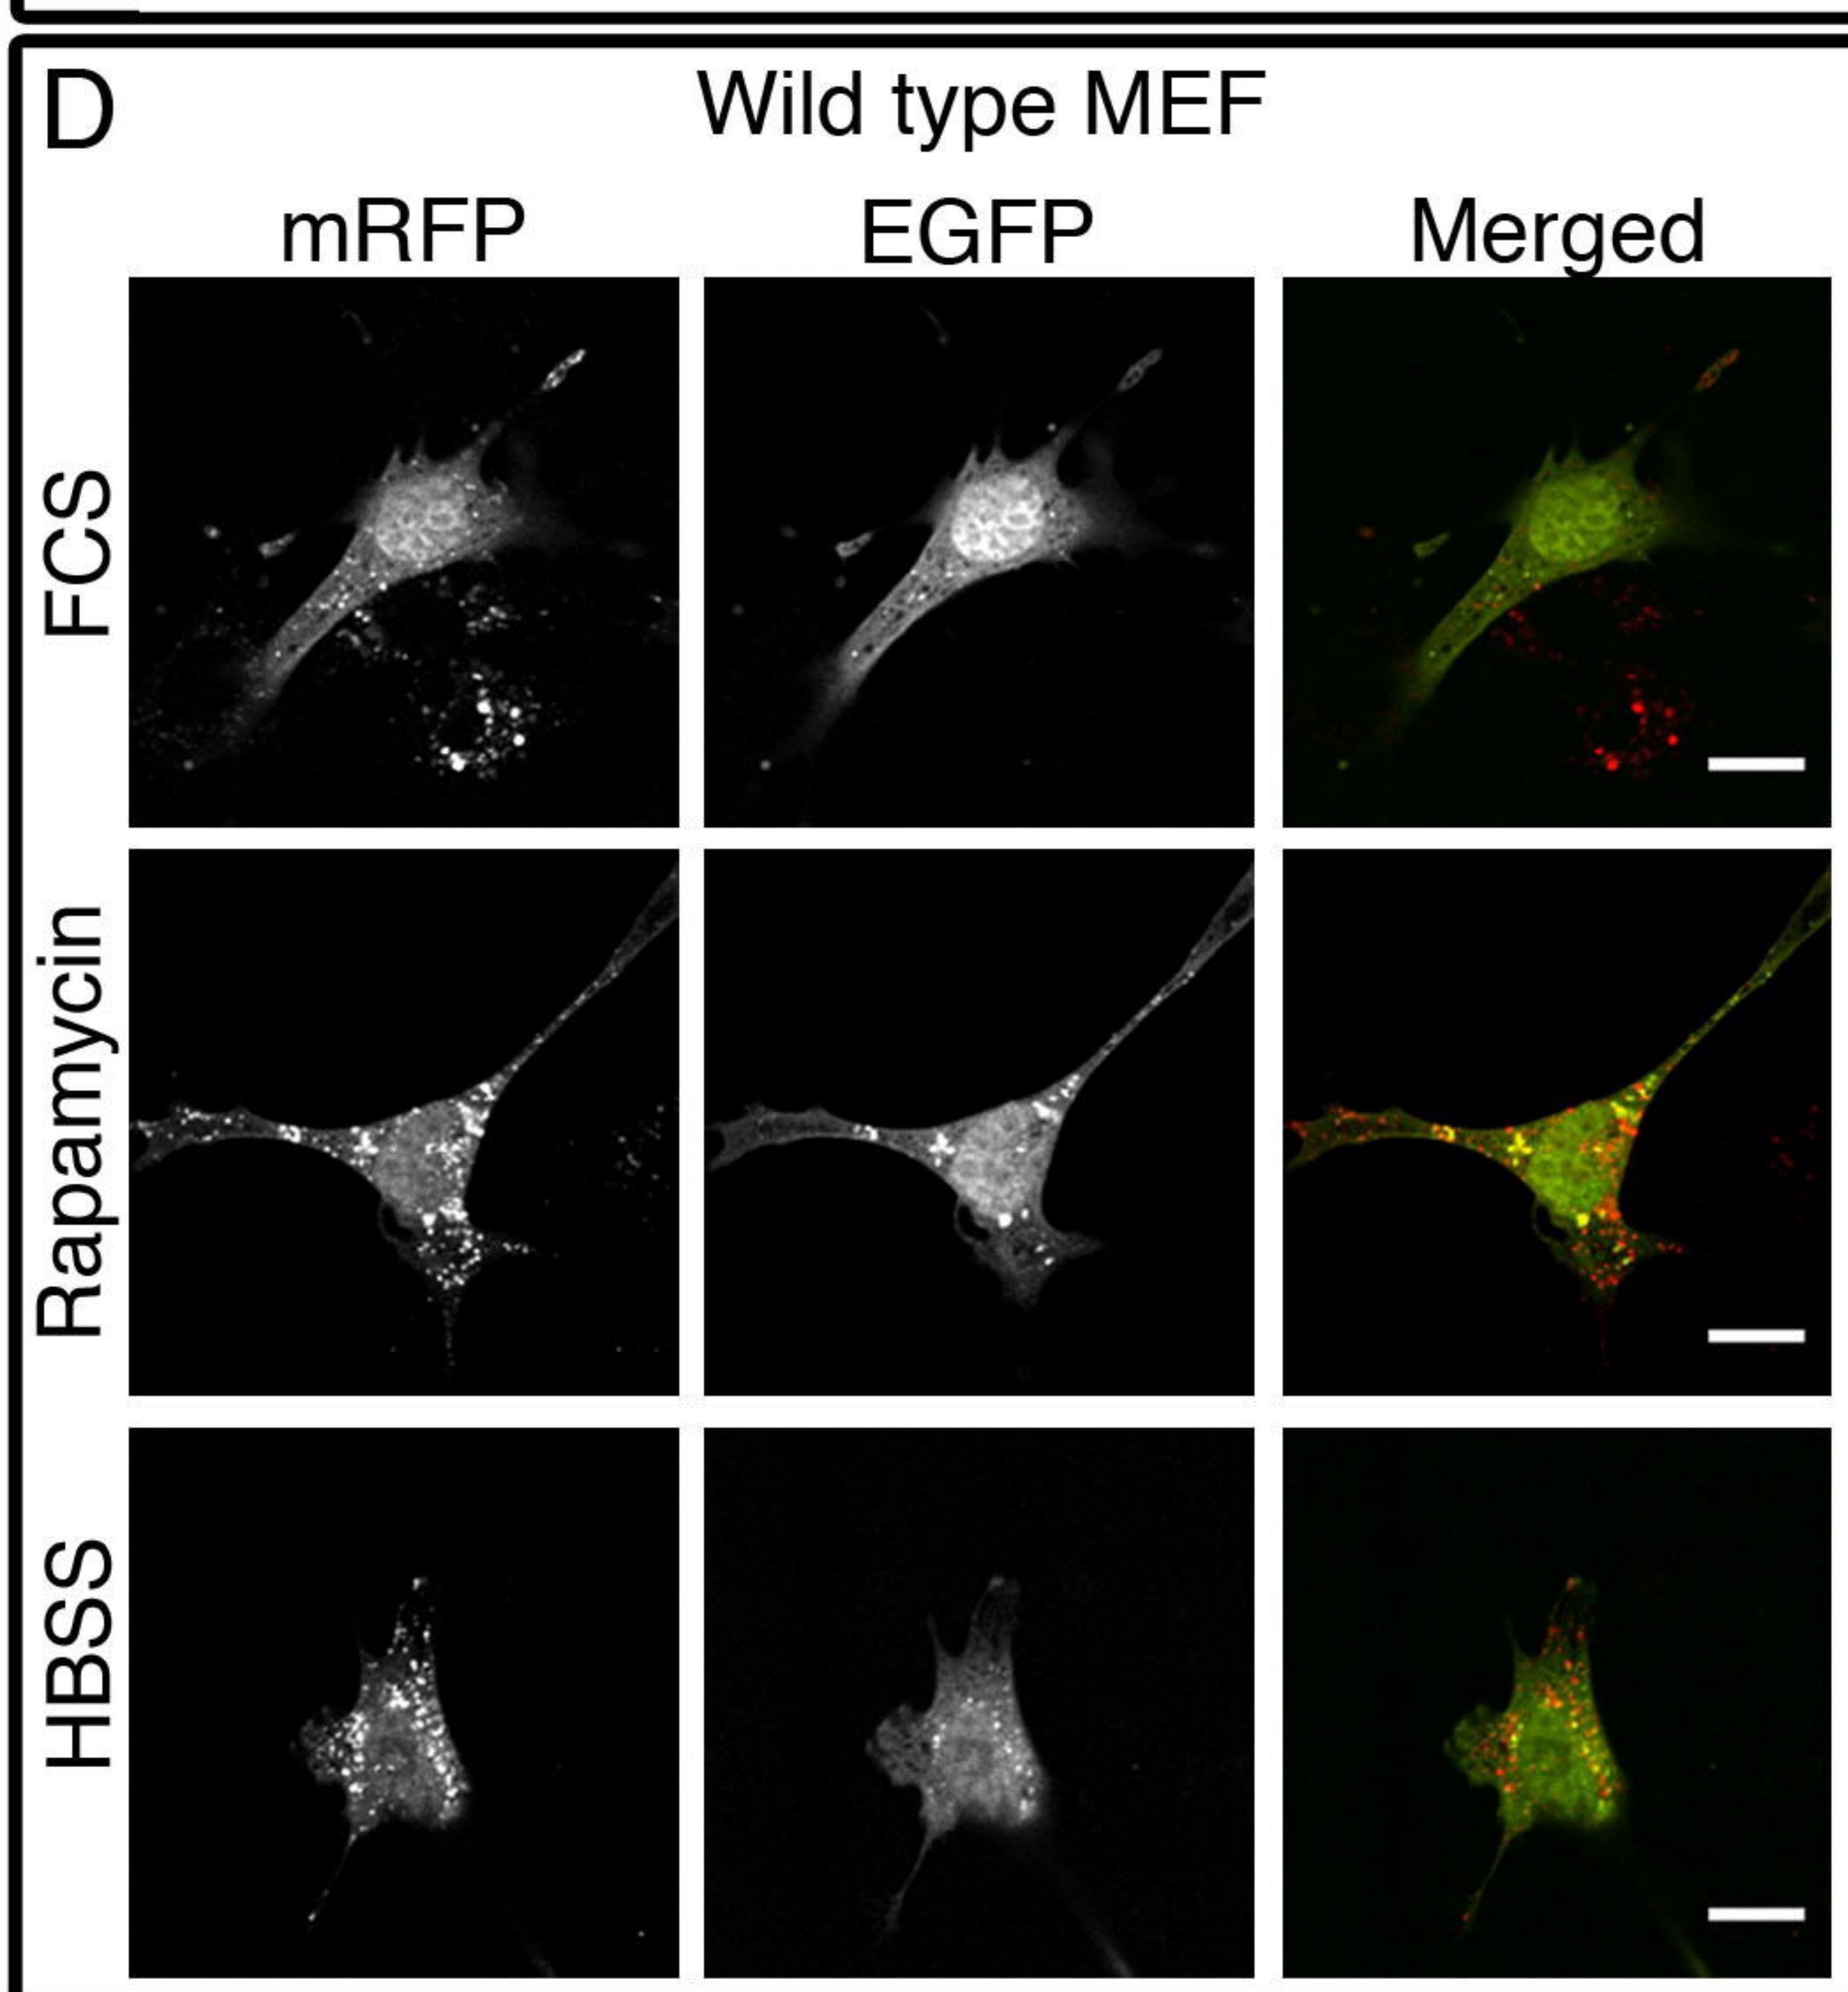 D
Wild type MEF
mRFP EGFP Merged
FCS
Rapamycin
HBSS